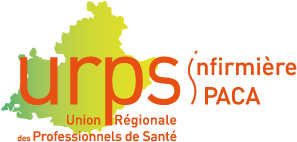 urps infirmière
PACA
Union Régionale
des Professionnels de Santé